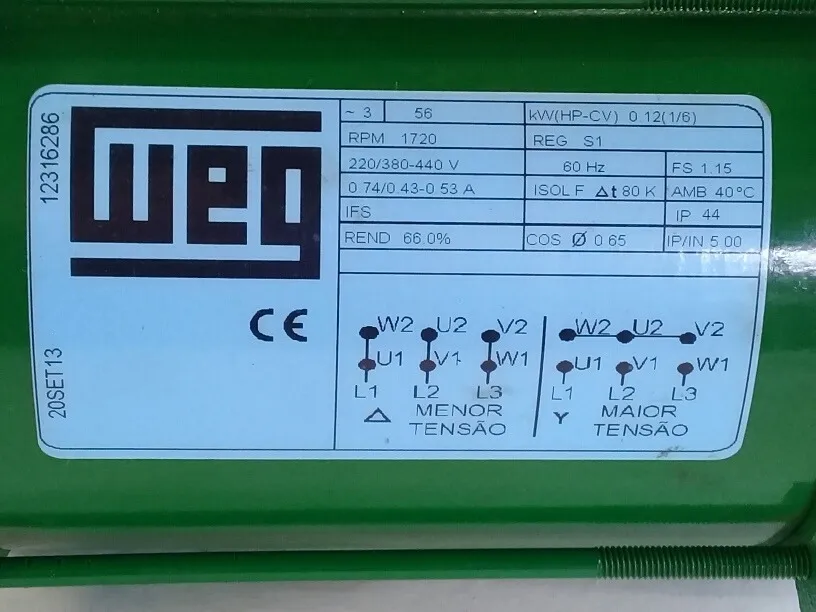 12316286
20SET13
WEG
CE
~ 3 56 kW(HP-CV) 0 12(1/6)
RPM 1720 REG S1
220/380-440 V 60 Hz FS 1.15
0.74/0.43-0 53 A ISOL F Δt 80 K AMB 40°C
IFS IP 44
REND 66.0% COS Ø 0 65 IP/IN 5.00
W2 U2 V2 W2 U2 V2
U1 V1 W1 U1 V1 W1
L1 L2 L3 L1 L2 L3
Δ MENOR TENSÃO
Y MAIOR TENSÃO